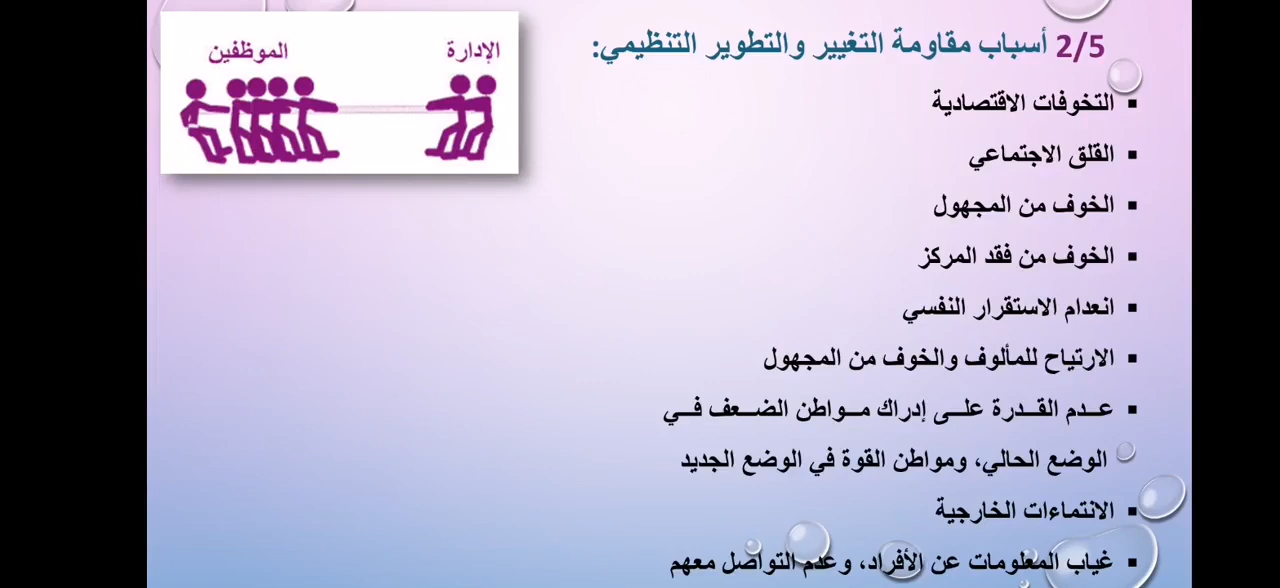 2/5 أسباب مقاومة التغيير والتطوير التنظيمي:
الإدارة
الموظفين
▪ التخوفات الاقتصادية
▪ القلق الاجتماعي
▪ الخوف من المجهول
▪ الخوف من فقد المركز
▪ انعدام الاستقرار النفسي
▪ الارتياح للمألوف والخوف من المجهول
▪ عـدم القـدرة علـى إدراك مـواطن الضـعف فـي
الوضع الحالي، ومواطن القوة في الوضع الجديد
▪ الانتماءات الخارجية
▪ غياب المعلومات عن الأفراد، وعدم التواصل معهم